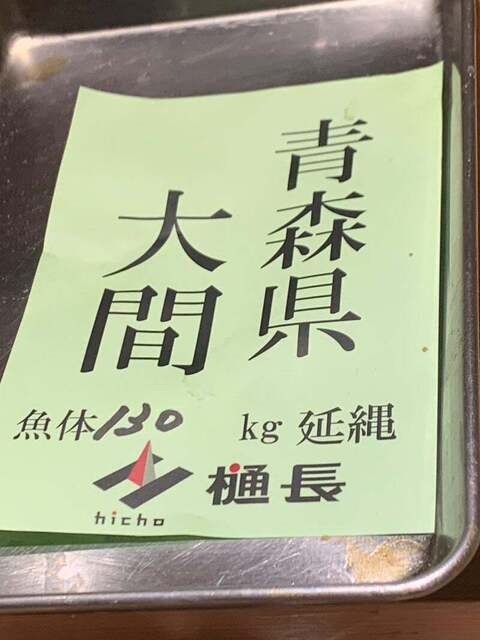 青森県
大間
魚体130 kg 延縄
hicho 樋長